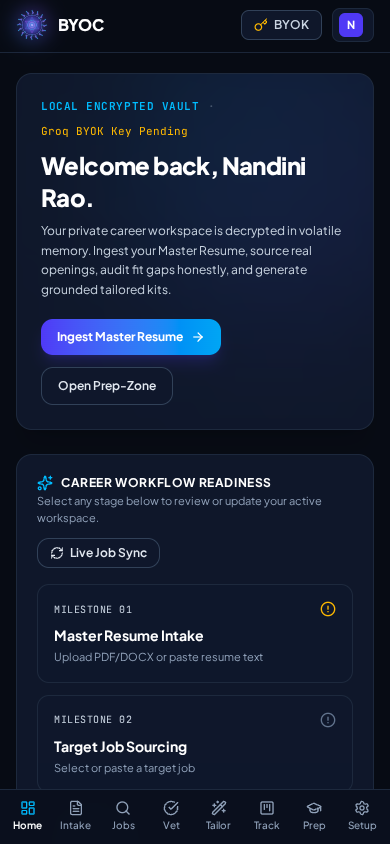 BYOC
BYOK
N
LOCAL ENCRYPTED VAULT ·
Groq BYOK Key Pending
Welcome back, Nandini
Rao.
Your private career workspace is decrypted in volatile
memory. Ingest your Master Resume, source real
openings, audit fit gaps honestly, and generate
grounded tailored kits.
Ingest Master Resume →
Open Prep-Zone
CAREER WORKFLOW READINESS
Select any stage below to review or update your active
workspace.
Live Job Sync
MILESTONE 01
Master Resume Intake
Upload PDF/DOCX or paste resume text
MILESTONE 02
Target Job Sourcing
Select or paste a target job
Home Intake Jobs Vet Tailor Track Prep Setup